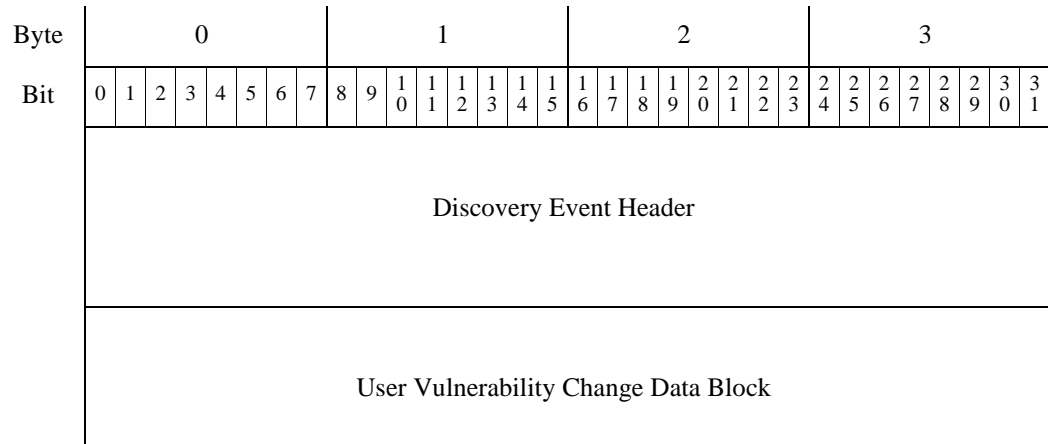 Byte 0 1 2 3
Bit 0 1 2 3 4 5 6 7 8 9 10 11 12 13 14 15 16 17 18 19 20 21 22 23 24 25 26 27 28 29 30 31
Discovery Event Header
User Vulnerability Change Data Block